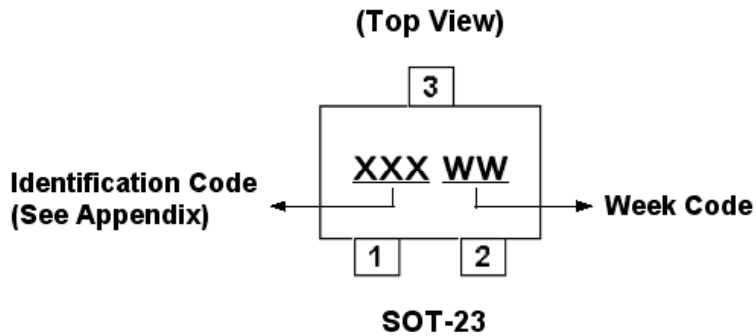 (Top View)
3
XXX WW
Identification Code
(See Appendix)
Week Code
1 2
SOT-23